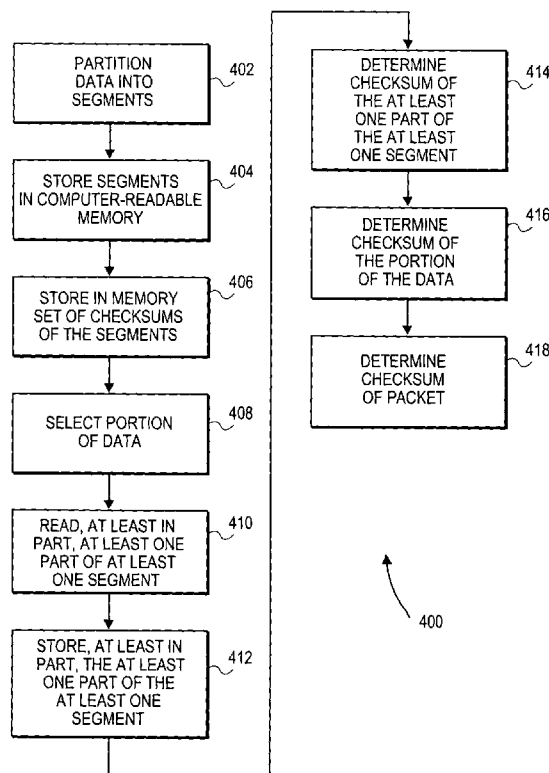 PARTITION
DATA INTO
SEGMENTS
402
STORE SEGMENTS
IN COMPUTER-READABLE
MEMORY
404
STORE IN MEMORY
SET OF CHECKSUMS
OF THE SEGMENTS
406
SELECT PORTION
OF DATA
408
READ, AT LEAST IN
PART, AT LEAST ONE
PART OF AT LEAST
ONE SEGMENT
410
STORE, AT LEAST IN
PART, THE AT LEAST
ONE PART OF THE
AT LEAST ONE
SEGMENT
412
DETERMINE
CHECKSUM OF
THE AT LEAST
ONE PART OF
THE AT LEAST
ONE SEGMENT
414
DETERMINE
CHECKSUM OF
THE PORTION
OF THE DATA
416
DETERMINE
CHECKSUM
OF PACKET
418
400